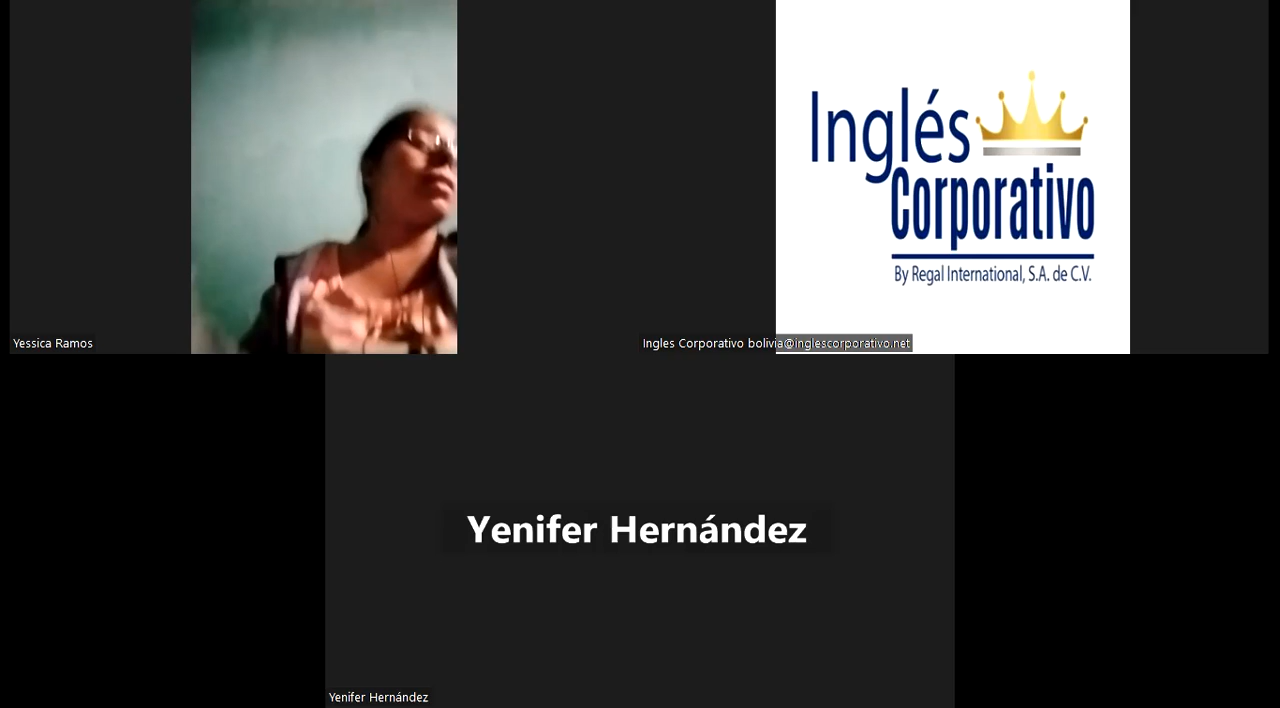 Inglés
Corporativo
By Regal International, S.A. de C.V.
Yessica Ramos
Ingles Corporativo bolivia@inglescorporativo.net
Yenifer Hernández
Yenifer Hernández